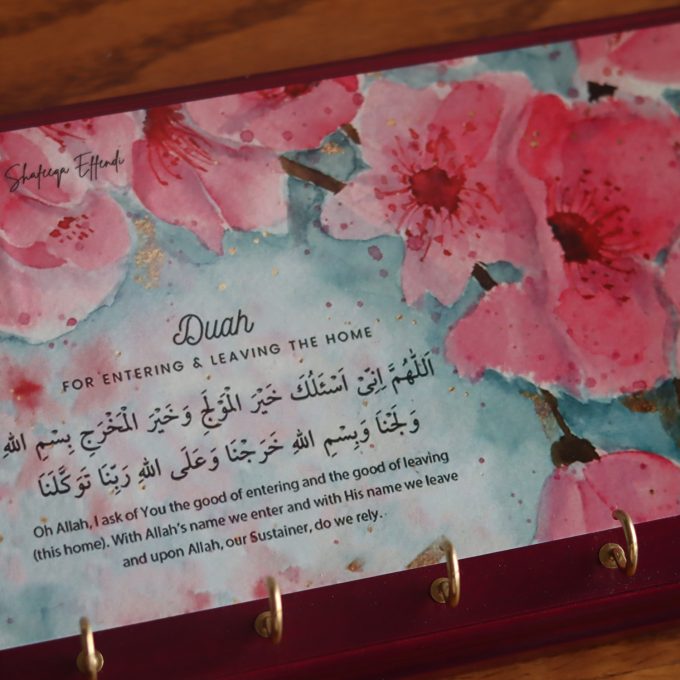 Shafeeqa Effendi
Duah
FOR ENTERING & LEAVING THE HOME
اَللّٰهُمَّ اِنِّىْ اَسْئَلُكَ خَيْرَ الْمَوْلَجِ وَخَيْرَ الْمَخْرَجِ بِسْمِ اللهِ
وَلَجْنَا وَبِسْمِ اللهِ خَرَجْنَا وَعَلَى اللهِ رَبِّنَا تَوَكَّلْنَا
Oh Allah, I ask of You the good of entering and the good of leaving
(this home). With Allah's name we enter and with His name we leave
and upon Allah, our Sustainer, do we rely.